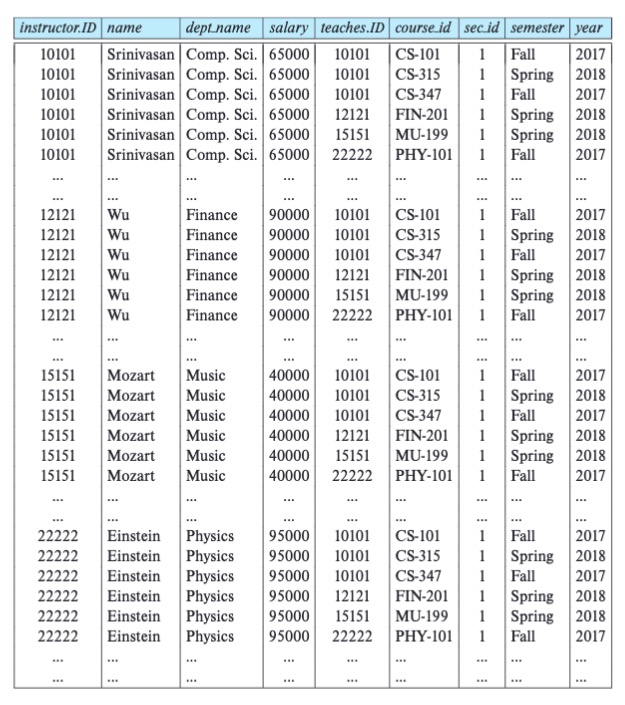 instructor.ID name dept_name salary teaches.ID course_id sec_id semester year
10101 Srinivasan Comp. Sci. 65000 10101 CS-101 1 Fall 2017
10101 Srinivasan Comp. Sci. 65000 10101 CS-315 1 Spring 2018
10101 Srinivasan Comp. Sci. 65000 10101 CS-347 1 Fall 2017
10101 Srinivasan Comp. Sci. 65000 12121 FIN-201 1 Spring 2018
10101 Srinivasan Comp. Sci. 65000 15151 MU-199 1 Spring 2018
10101 Srinivasan Comp. Sci. 65000 22222 PHY-101 1 Fall 2017
... ... ... ... ... ... ... ... ...
... ... ... ... ... ... ... ... ...
12121 Wu Finance 90000 10101 CS-101 1 Fall 2017
12121 Wu Finance 90000 10101 CS-315 1 Spring 2018
12121 Wu Finance 90000 10101 CS-347 1 Fall 2017
12121 Wu Finance 90000 12121 FIN-201 1 Spring 2018
12121 Wu Finance 90000 15151 MU-199 1 Spring 2018
12121 Wu Finance 90000 22222 PHY-101 1 Fall 2017
... ... ... ... ... ... ... ... ...
... ... ... ... ... ... ... ... ...
15151 Mozart Music 40000 10101 CS-101 1 Fall 2017
15151 Mozart Music 40000 10101 CS-315 1 Spring 2018
15151 Mozart Music 40000 10101 CS-347 1 Fall 2017
15151 Mozart Music 40000 12121 FIN-201 1 Spring 2018
15151 Mozart Music 40000 15151 MU-199 1 Spring 2018
15151 Mozart Music 40000 22222 PHY-101 1 Fall 2017
... ... ... ... ... ... ... ... ...
... ... ... ... ... ... ... ... ...
22222 Einstein Physics 95000 10101 CS-101 1 Fall 2017
22222 Einstein Physics 95000 10101 CS-315 1 Spring 2018
22222 Einstein Physics 95000 10101 CS-347 1 Fall 2017
22222 Einstein Physics 95000 12121 FIN-201 1 Spring 2018
22222 Einstein Physics 95000 15151 MU-199 1 Spring 2018
22222 Einstein Physics 95000 22222 PHY-101 1 Fall 2017
... ... ... ... ... ... ... ... ...
... ... ... ... ... ... ... ... ...